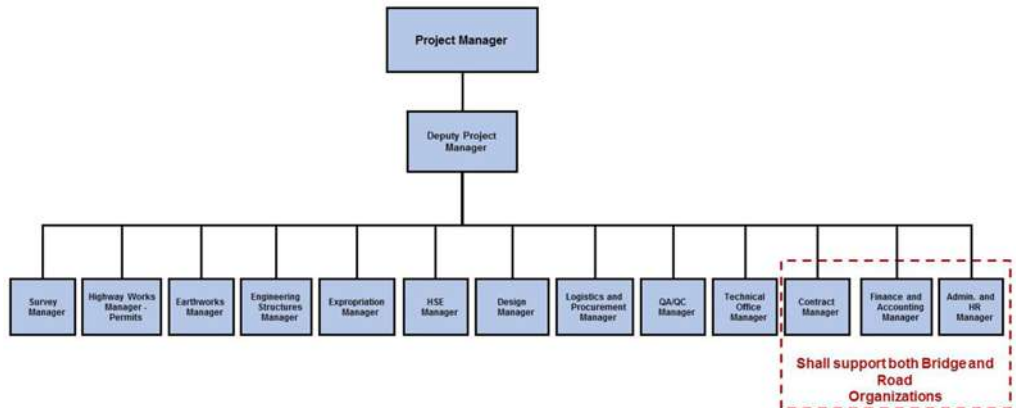 Project Manager
Deputy Project
Manager
Survey
Manager
Highway Works
Manager -
Permits
Earthworks
Manager
Engineering
Structures
Manager
Expropriation
Manager
HSE
Manager
Design
Manager
Logistics and
Procurement
Manager
QA/QC
Manager
Technical
Office
Manager
Contract
Manager
Finance and
Accounting
Manager
Admin. and
HR
Manager
Shall support both Bridge and
Road
Organizations